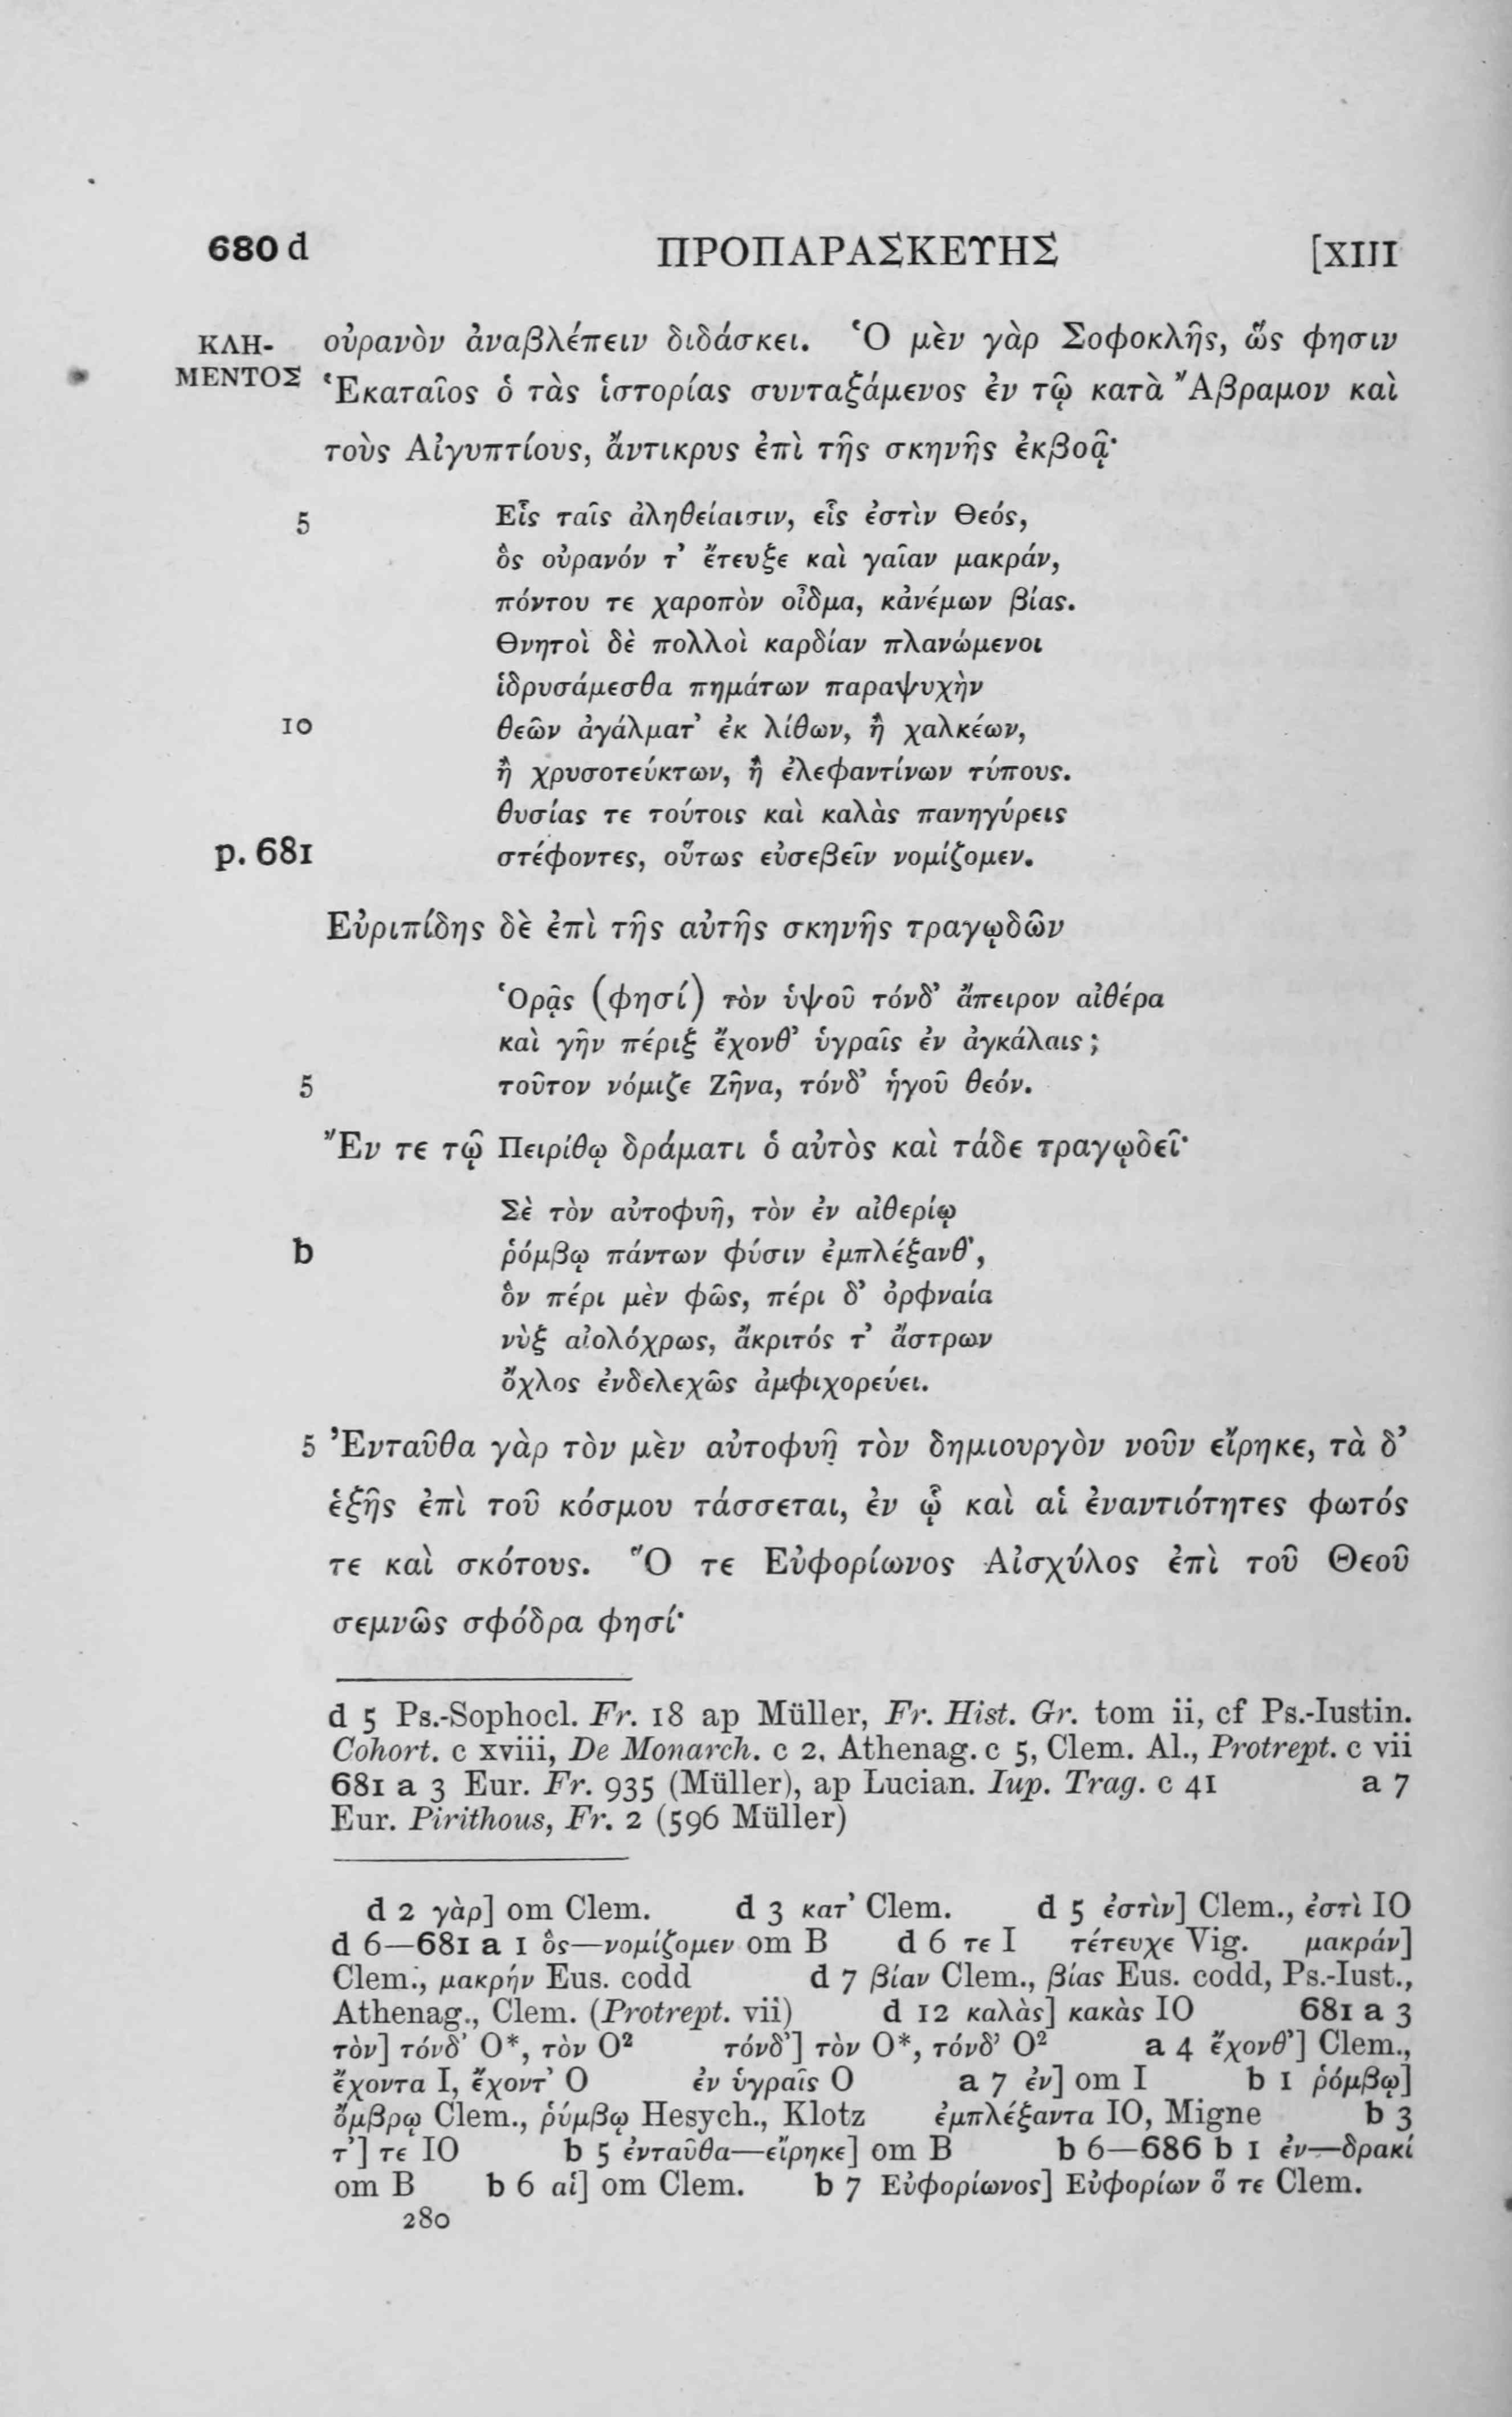 680 d ΠΡΟΠΑΡΑΣΚΕΥΗΣ [XIII
ΚΛΗ- οὐρανὸν ἀναβλέπειν διδάσκει. Ὁ μὲν γὰρ Σοφοκλῆς, ὥς φησιν
ΜΕΝΤΟΣ Ἑκαταῖος ὁ τὰς ἱστορίας συνταξάμενος ἐν τῷ κατὰ Ἄβραμον καὶ
τοὺς Αἰγυπτίους, ἄντικρυς ἐπὶ τῆς σκηνῆς ἐκβοᾷ·
5 Εἷς ταῖς ἀληθείαισιν, εἷς ἐστὶν Θεός,
ὃς οὐρανόν τ’ ἔτευξε καὶ γαῖαν μακράν,
πόντου τε χαροπὸν οἶδμα, κἀνέμων βίας.
Θνητοὶ δὲ πολλοὶ καρδίαν πλανώμενοι
ἱδρυσάμεσθα πημάτων παραψυχὴν
10 θεῶν ἀγάλματ’ ἐκ λίθων, ἢ χαλκέων,
ἢ χρυσοτεύκτων, ἢ ἐλεφαντίνων τύπους.
θυσίας τε τούτοις καὶ καλὰς πανηγύρεις
p. 681 στέφοντες, οὕτως εὐσεβεῖν νομίζομεν.
Εὐριπίδης δὲ ἐπὶ τῆς αὐτῆς σκηνῆς τραγῳδῶν
Ὁρᾷς (φησί) τὸν ὑψοῦ τόνδ’ ἄπειρον αἰθέρα
καὶ γῆν πέριξ ἔχονθ’ ὑγραῖς ἐν ἀγκάλαις;
5 τοῦτον νόμιζε Ζῆνα, τόνδ’ ἡγοῦ θεόν.
Ἔν τε τῷ Πειρίθῳ δράματι ὁ αὐτὸς καὶ τάδε τραγῳδεῖ·
Σὲ τὸν αὐτοφυῆ, τὸν ἐν αἰθερίῳ
b ῥόμβῳ πάντων φύσιν ἐμπλέξανθ’,
ὃν πέρι μὲν φῶς, πέρι δ’ ὀρφναία
νὺξ αἰολόχρως, ἄκριτός τ’ ἄστρων
ὄχλος ἐνδελεχῶς ἀμφιχορεύει.
5 Ἐνταῦθα γὰρ τὸν μὲν αὐτοφυῆ τὸν δημιουργὸν νοῦν εἴρηκε, τὰ δ’
ἑξῆς ἐπὶ τοῦ κόσμου τάσσεται, ἐν ᾧ καὶ αἱ ἐναντιότητες φωτός
τε καὶ σκότους. Ὅ τε Εὐφορίωνος Αἰσχύλος ἐπὶ τοῦ Θεοῦ
σεμνῶς σφόδρα φησί·
d 5 Ps.-Sophocl. Fr. 18 ap Müller, Fr. Hist. Gr. tom ii, cf Ps.-Iustin.
Cohort. c xviii, De Monarch. c 2, Athenag. c 5, Clem. Al., Protrept. c vii
681 a 3 Eur. Fr. 935 (Müller), ap Lucian. Iup. Trag. c 41 a 7
Eur. Pirithous, Fr. 2 (596 Müller)
d 2 γὰρ] om Clem. d 3 κατ’ Clem. d 5 ἐστὶν] Clem., ἐστὶ IO
d 6—681 a 1 ὃς—νομίζομεν om B d 6 τε I τέτευχε Vig. μακράν]
Clem., μακρήν Eus. codd d 7 βίαν Clem., βίας Eus. codd, Ps.-Iust.,
Athenag., Clem. (Protrept. vii) d 12 καλὰς] κακὰς IO 681 a 3
τὸν] τόνδ’ O*, τὸν O² τόνδ’] τὸν O*, τόνδ’ O² a 4 ἔχονθ’] Clem.,
ἔχοντα I, ἔχοντ’ O ἐν ὑγραῖς O a 7 ἐν] om I b 1 ῥόμβῳ]
ὄμβρῳ Clem., ῥύμβῳ Hesych., Klotz ἐμπλέξαντα IO, Migne b 3
τ’] τε IO b 5 ἐνταῦθα—εἴρηκε] om B b 6—686 b 1 ἐν—δρακί
om B b 6 αἱ] om Clem. b 7 Εὐφορίωνος] Εὐφορίων ὅ τε Clem.
280